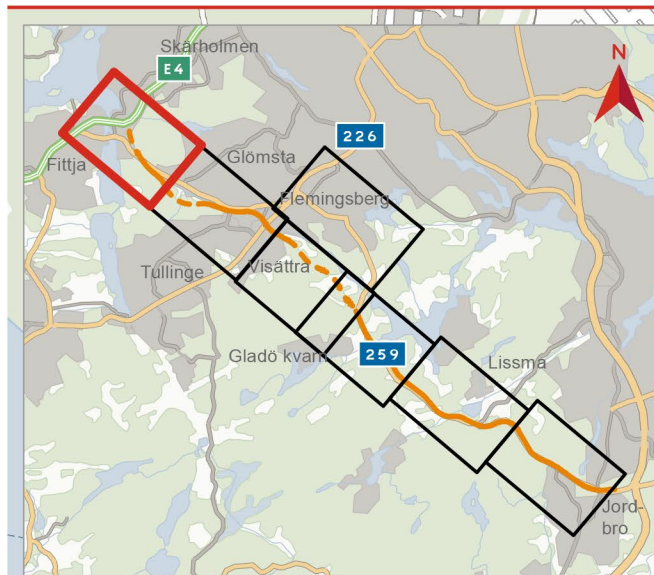 Skärholmen
E4
N
226
Glömsta
Fittja
Flemingsberg
Tullinge
Visättra
Gladö kvarn
259
Lissma
Jord-
bro